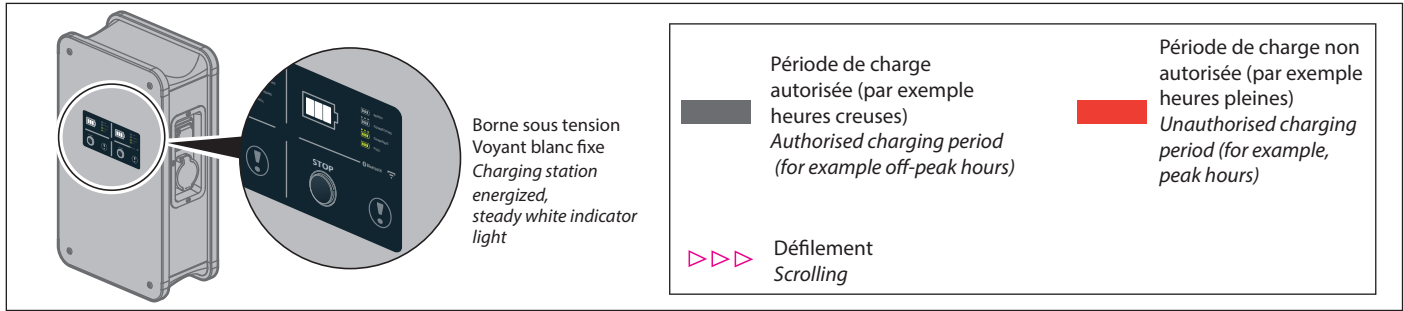 STOP
Bluetooth
Borne sous tension
Voyant blanc fixe
Charging station
energized,
steady white indicator
light
Période de charge
autorisée (par exemple
heures creuses)
Authorised charging period
(for example off-peak hours)
Période de charge non
autorisée (par exemple
heures pleines)
Unauthorised charging
period (for example,
peak hours)
Défilement
Scrolling